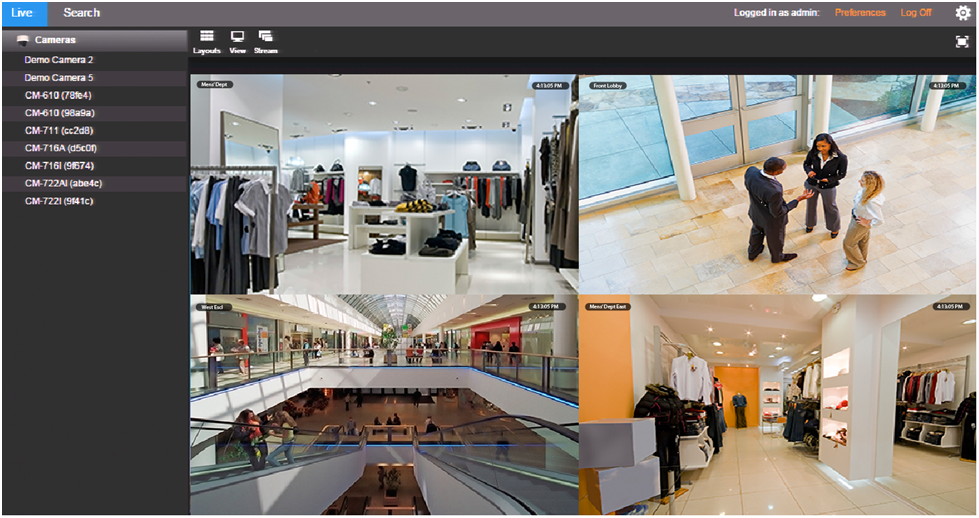 Live Search Logged in as admin: Preferences Log Off
Cameras
Layouts View Stream
Demo Camera 2
Demo Camera 5
CM-610 (78fe4)
CM-610 (98a9a)
CM-711 (cc2d8)
CM-716A (d5c0f)
CM-716I (9f674)
CM-722AI (abe4c)
CM-722I (9f41c)
Mens' Dept 4:13:05 PM
Front Lobby 4:13:05 PM
West End 4:13:05 PM
Mens' Dept East 4:13:05 PM